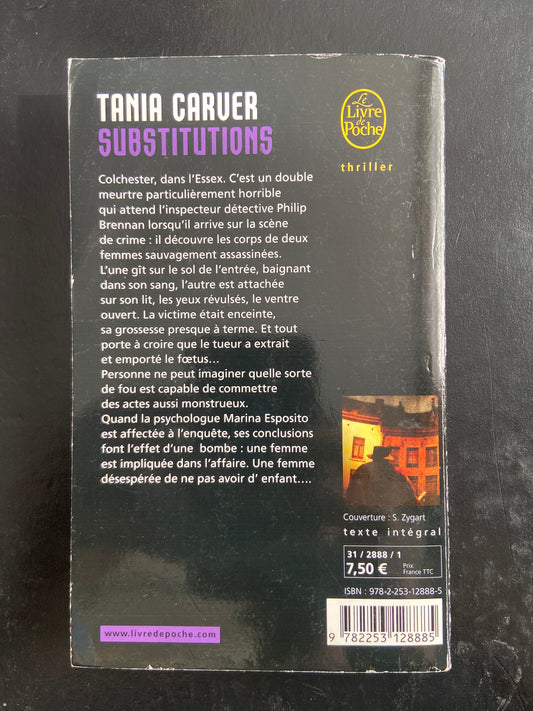 TANIA CARVER
SUBSTITUTIONS
Le
Livre
de
Poche
thriller
Colchester, dans l'Essex. C'est un double
meurtre particulièrement horrible
qui attend l'inspecteur détective Philip
Brennan lorsqu'il arrive sur la scène
de crime : il découvre les corps de deux
femmes sauvagement assassinées.
L'une gît sur le sol de l'entrée, baignant
dans son sang, l'autre est attachée
sur son lit, les yeux révulsés, le ventre
ouvert. La victime était enceinte,
sa grossesse presque à terme. Et tout
porte à croire que le tueur a extrait
et emporté le fœtus…
Personne ne peut imaginer quelle sorte
de fou est capable de commettre
des actes aussi monstrueux.
Quand la psychologue Marina Esposito
est affectée à l'enquête, ses conclusions
font l'effet d'une bombe : une femme
est impliquée dans l'affaire. Une femme
désespérée de ne pas avoir d' enfant….
Couverture : S. Zygart
texte intégral
31 / 2888 / 1
7,50 € Prix:
France TTC
ISBN : 978-2-253-12888-5
9 782253 128885
www.livredepoche.com